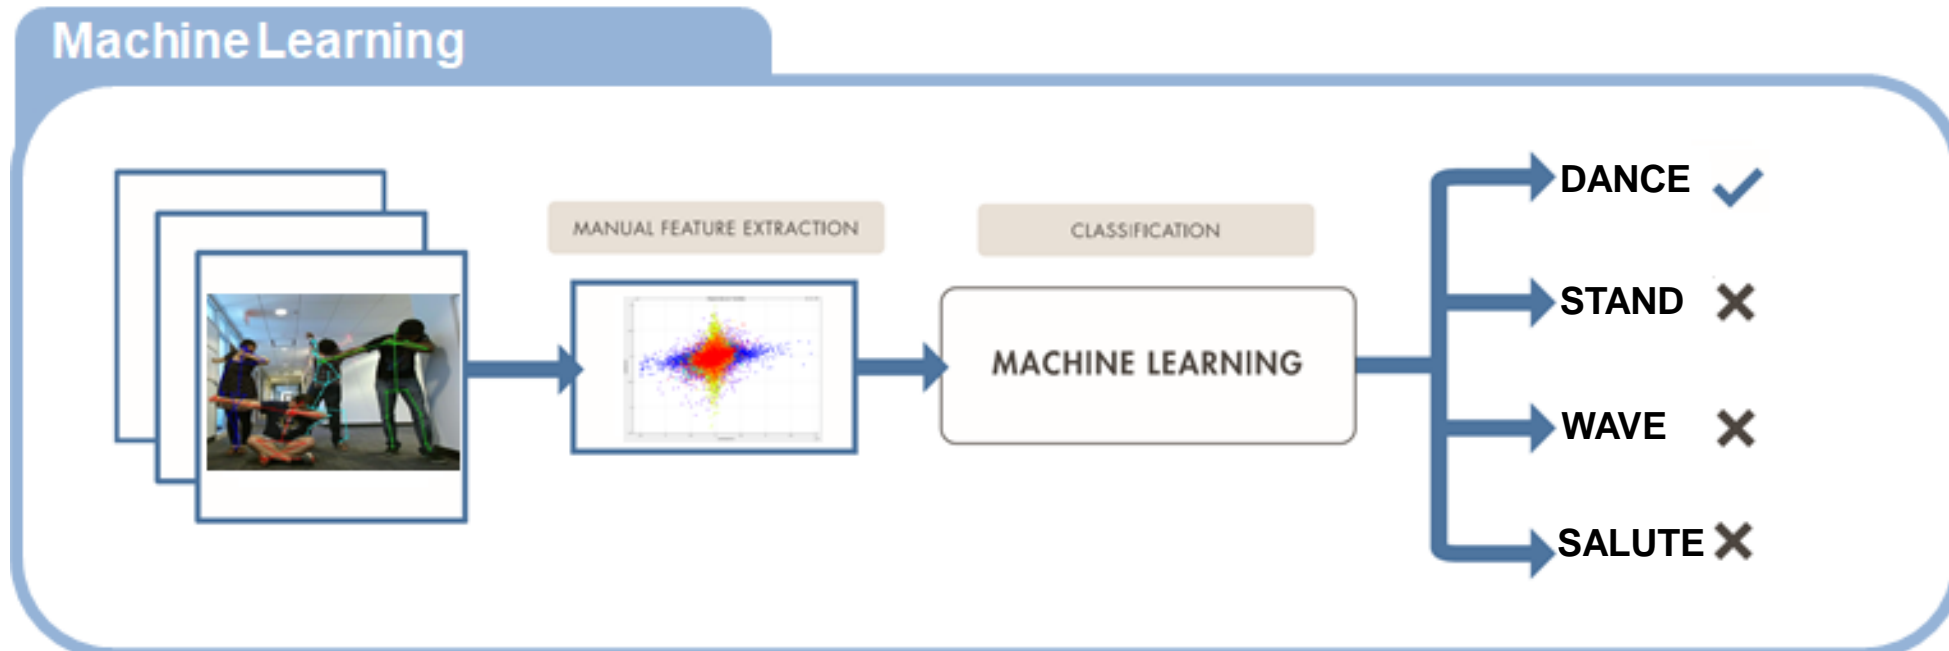 Machine Learning
MANUAL FEATURE EXTRACTION
CLASSIFICATION
MACHINE LEARNING
DANCE
STAND
WAVE
SALUTE